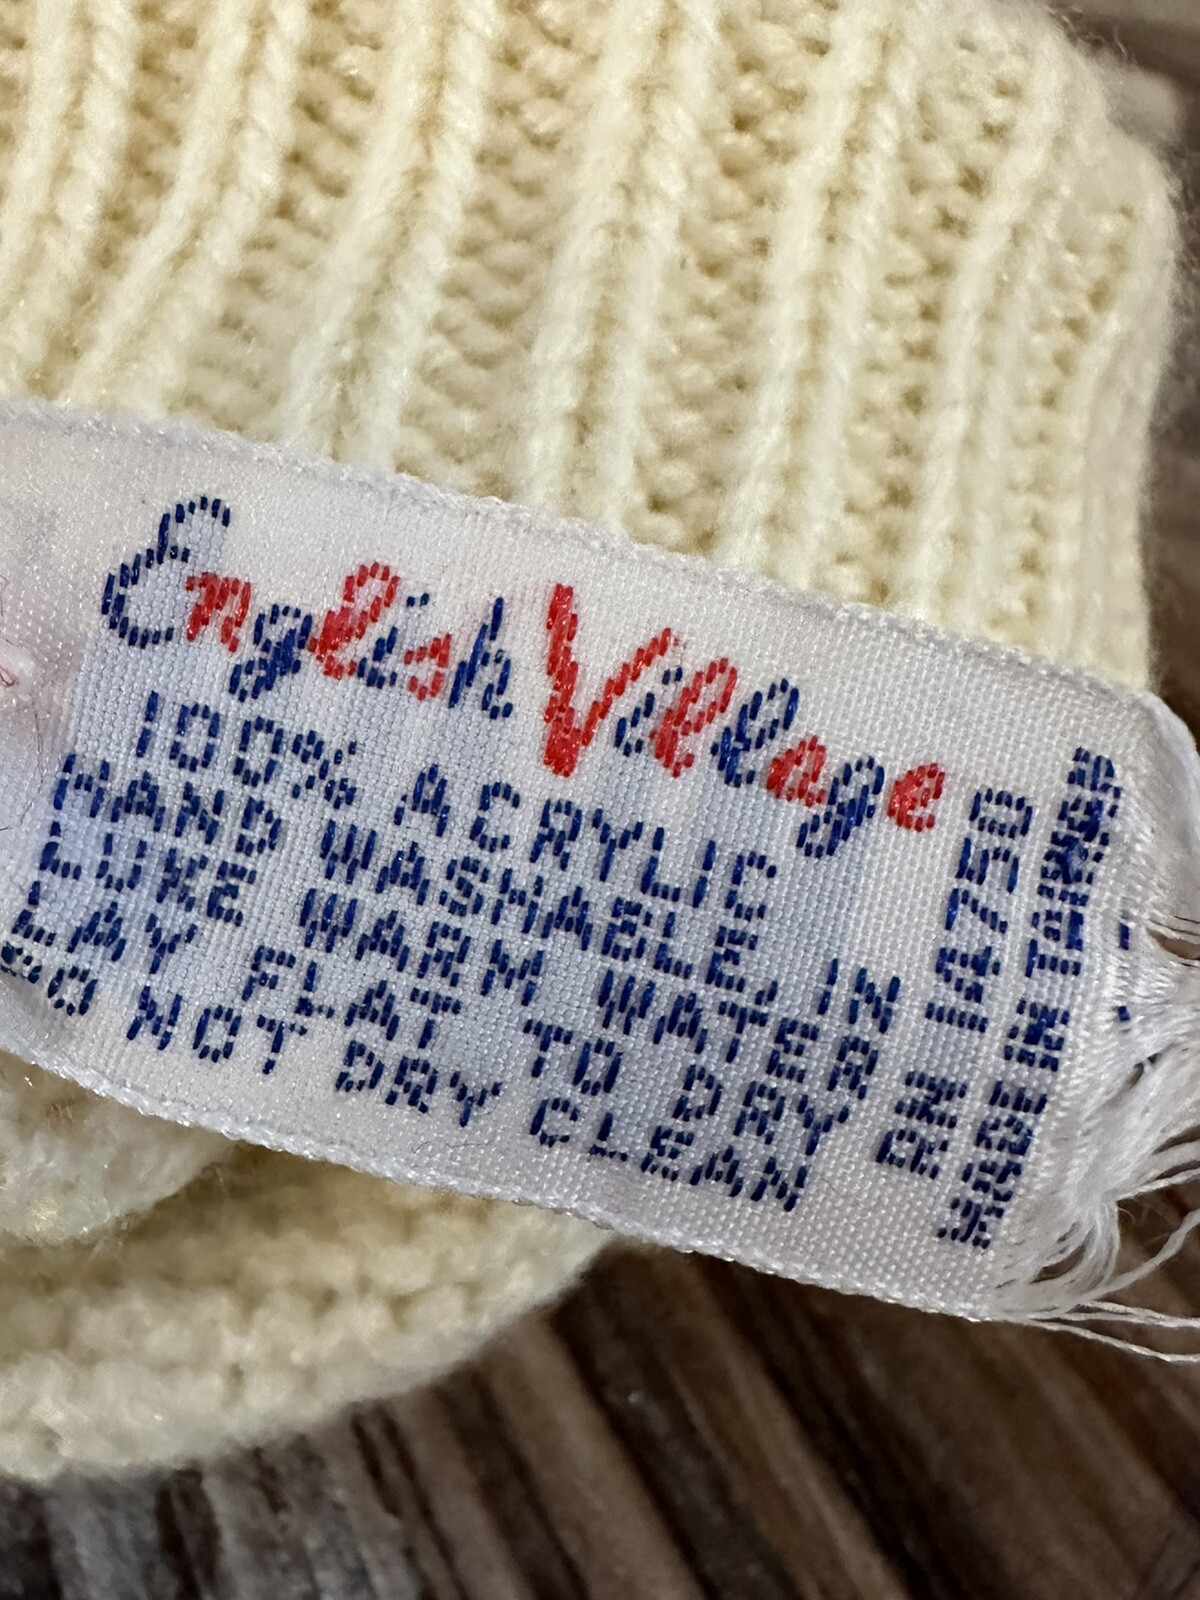 English Village
100% ACRYLIC
HAND WASHABLE, IN
LUKE WARM WATER
LAY FLAT TO DRY
DO NOT DRY CLEAN
RN 14750
MADE IN